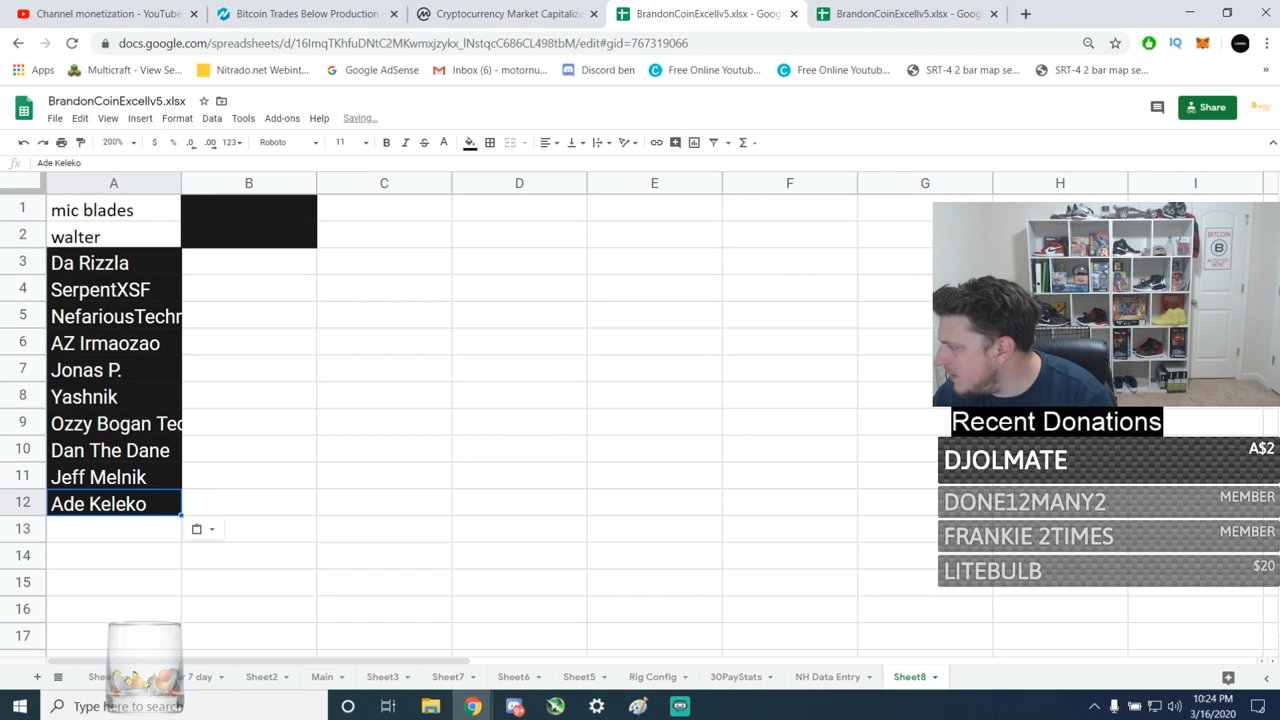 Channel monetization - YouTube
Bitcoin Trades Below Production
Cryptocurrency Market Capitaliz
BrandonCoinExcellv5.xlsx - Goog
BrandonCoinExcellv5.xlsx - Goog
docs.google.com/spreadsheets/d/16ImqTKhfuDNtC2MKwmxjzykx_lNstqcC686CL498tbM/edit#gid=767319066
Apps
Multicraft - View Se...
Nitrado.net Webint...
Google AdSense
Inbox (6) - motornu...
Discord ben
Free Online Youtub...
Free Online Youtub...
SRT-4 2 bar map se...
SRT-4 2 bar map se...
BrandonCoinExcellv5.xlsx
File Edit View Insert Format Data Tools Add-ons Help Saving...
Share
200% $ % .0 .00 123 Roboto 11
Ade Keleko
A B C D E F G H I
1 mic blades
2 walter
3 Da Rizzla
4 SerpentXSF
5 NefariousTechr
6 AZ Irmaozao
7 Jonas P.
8 Yashnik
9 Ozzy Bogan Tec
10 Dan The Dane
11 Jeff Melnik
12 Ade Keleko
13
14
15
16
17
BITCOIN
B
ACCEPTED
HERE
Recent Donations
DJOLMATE A$2
DONE12MANY2 MEMBER
FRANKIE 2TIMES MEMBER
LITEBULB $20
Shee r 7 day Sheet2 Main Sheet3 Sheet7 Sheet6 Sheet5 Rig Config 30PayStats NH Data Entry Sheet8
Type here to search
10:24 PM
3/16/2020